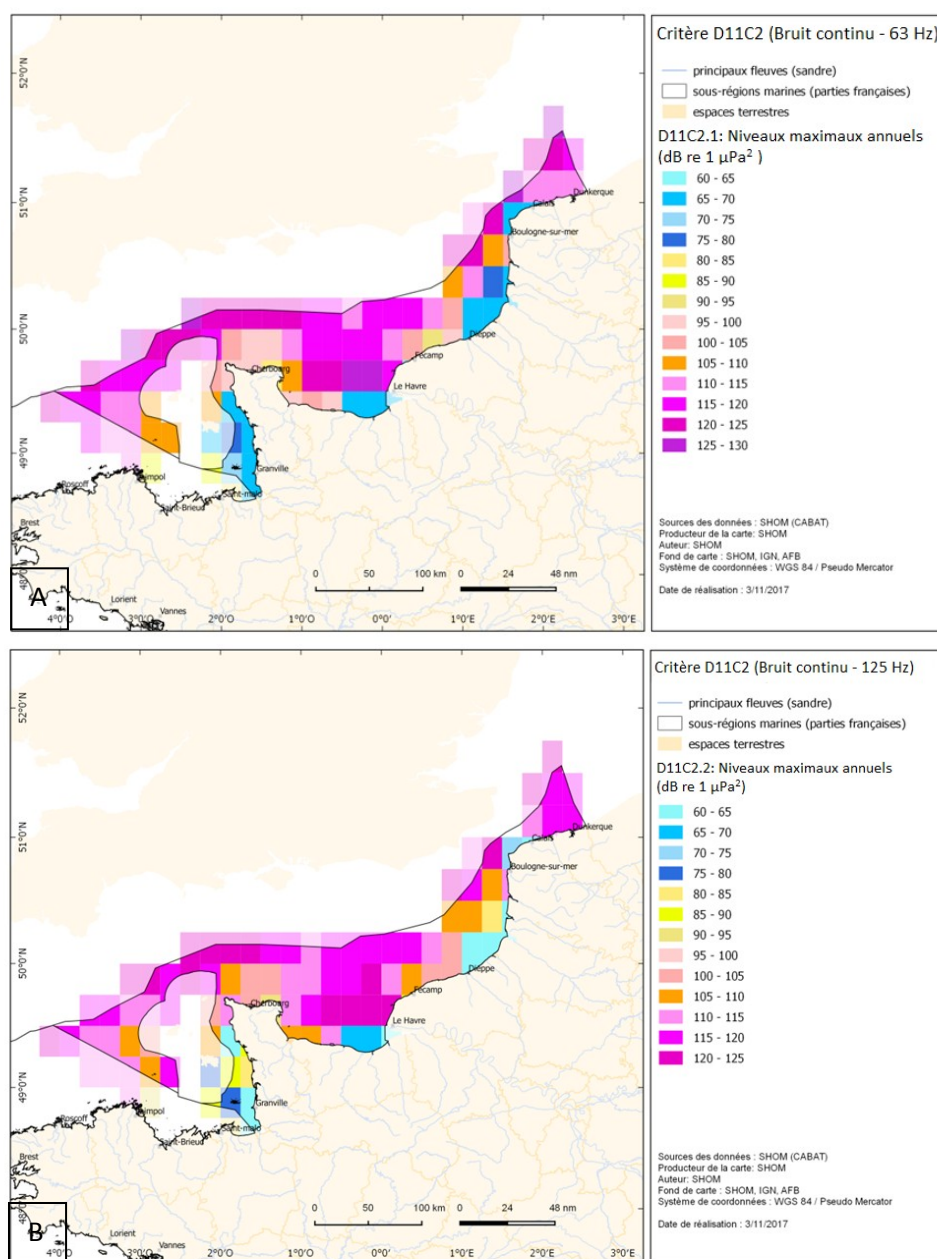 Critère D11C2 (Bruit continu - 63 Hz)
principaux fleuves (sandre)
sous-régions marines (parties françaises)
espaces terrestres
D11C2.1: Niveaux maximaux annuels
(dB re 1 µPa² )
60 - 65
65 - 70
70 - 75
75 - 80
80 - 85
85 - 90
90 - 95
95 - 100
100 - 105
105 - 110
110 - 115
115 - 120
120 - 125
125 - 130
Sources des données : SHOM (CABAT)
Producteur de la carte: SHOM
Auteur: SHOM
Fond de carte : SHOM, IGN, AFB
Système de coordonnées : WGS 84 / Pseudo Mercator
Date de réalisation : 3/11/2017
52°0'N
51°0'N
50°0'N
49°0'N
48°0'N
Dunkerque
Calais
Boulogne-sur-mer
Dieppe
Fécamp
Cherbourg
Le Havre
Granville
Saint-malo
Saint-Brieuc
Paimpol
Roscoff
Brest
Lorient
Vannes
0 50 100 km
0 24 48 nm
A
4°0'O 3°0'O 2°0'O 1°0'O 0°0' 1°0'E 2°0'E 3°0'E
Critère D11C2 (Bruit continu - 125 Hz)
principaux fleuves (sandre)
sous-régions marines (parties françaises)
espaces terrestres
D11C2.2: Niveaux maximaux annuels
(dB re 1 µPa²)
60 - 65
65 - 70
70 - 75
75 - 80
80 - 85
85 - 90
90 - 95
95 - 100
100 - 105
105 - 110
110 - 115
115 - 120
120 - 125
Sources des données : SHOM (CABAT)
Producteur de la carte: SHOM
Auteur: SHOM
Fond de carte : SHOM, IGN, AFB
Système de coordonnées : WGS 84 / Pseudo Mercator
Date de réalisation : 3/11/2017
52°0'N
51°0'N
50°0'N
49°0'N
48°0'N
Dunkerque
Calais
Boulogne-sur-mer
Dieppe
Fécamp
Cherbourg
Le Havre
Granville
Saint-malo
Saint-Brieuc
Paimpol
Roscoff
Brest
Lorient
Vannes
0 50 100 km
0 24 48 nm
B
4°0'O 3°0'O 2°0'O 1°0'O 0°0' 1°0'E 2°0'E 3°0'E